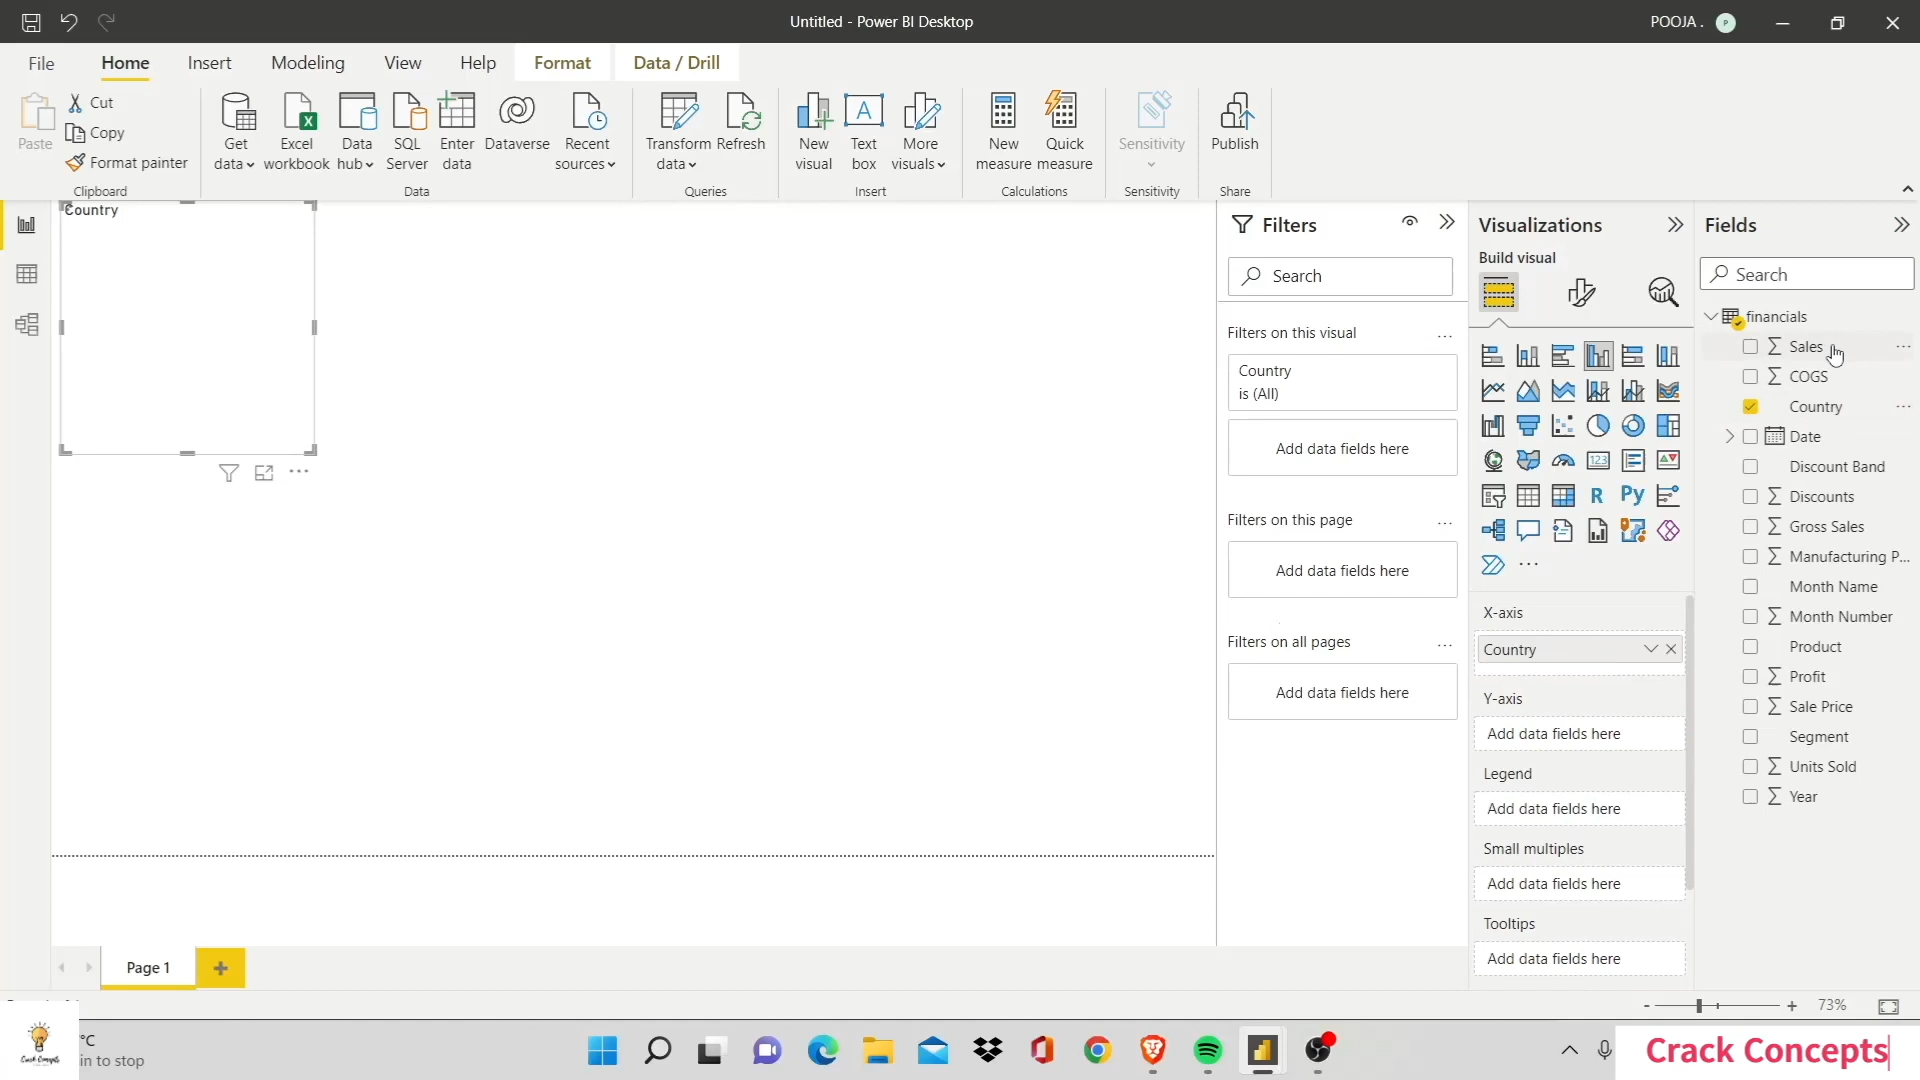 Untitled - Power BI Desktop
POOJA .
P
File
Home
Insert
Modeling
View
Help
Format
Data / Drill
Paste
Cut
Copy
Format painter
Clipboard
Get data
Excel workbook
Data hub
SQL Server
Enter data
Dataverse
Recent sources
Data
Transform data
Refresh
Queries
New visual
A
Text box
More visuals
Insert
New measure
Quick measure
Calculations
Sensitivity
Sensitivity
Publish
Share
Country
Filters
Search
Filters on this visual
...
Country
is (All)
Add data fields here
Filters on this page
...
Add data fields here
Filters on all pages
...
Add data fields here
Visualizations
Build visual
123
R
Py
...
X-axis
Country
Y-axis
Add data fields here
Legend
Add data fields here
Small multiples
Add data fields here
Tooltips
Add data fields here
Fields
Search
financials
Sales
COGS
Country
Date
Discount Band
Discounts
Gross Sales
Manufacturing P...
Month Name
Month Number
Product
Profit
Sale Price
Segment
Units Sold
Year
Page 1
- + 73%
Crack Concepts
°C
in to stop
Crack Concepts